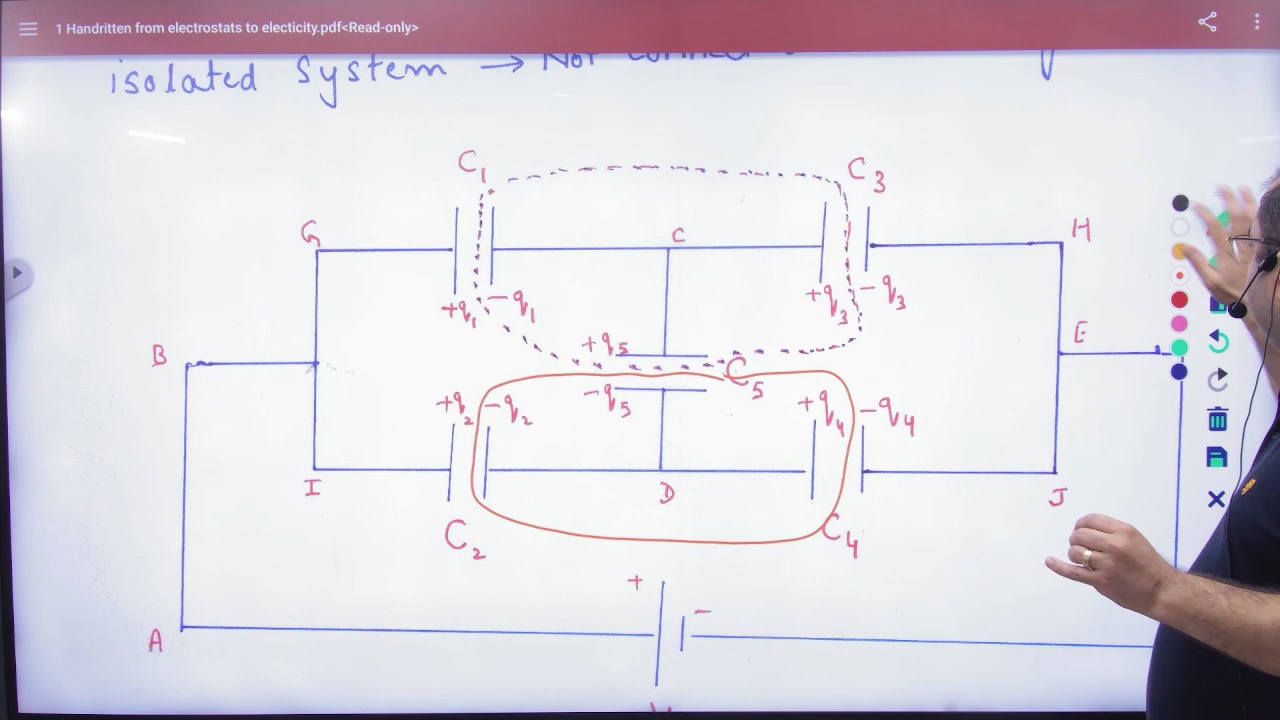 1 Handritten from electrostats to electicity.pdf<Read-only>
isolated System → Not
C1 C3
G C H
+q1 -q1 +q3 -q3
+q5
B E
C5
-q5
+q2 -q2 +q4 -q4
I D J
C2 C4
+ -
A